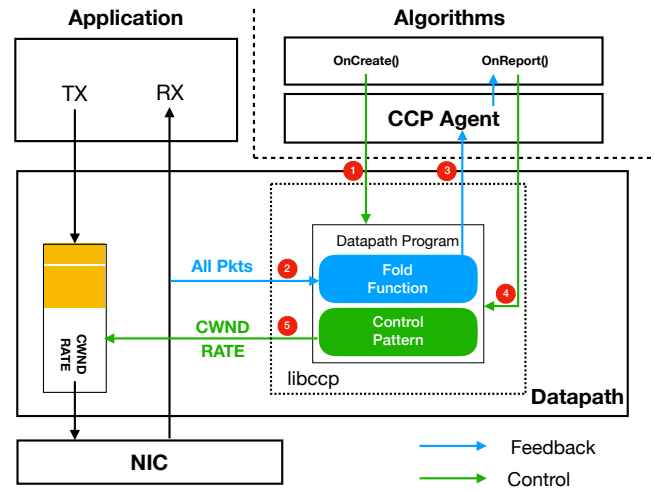 Application
Algorithms
OnCreate()
OnReport()
TX
RX
CCP Agent
1
3
Datapath Program
All Pkts
2
Fold
Function
4
CWND
RATE
5
Control
Pattern
CWND
RATE
libccp
Datapath
NIC
Feedback
Control